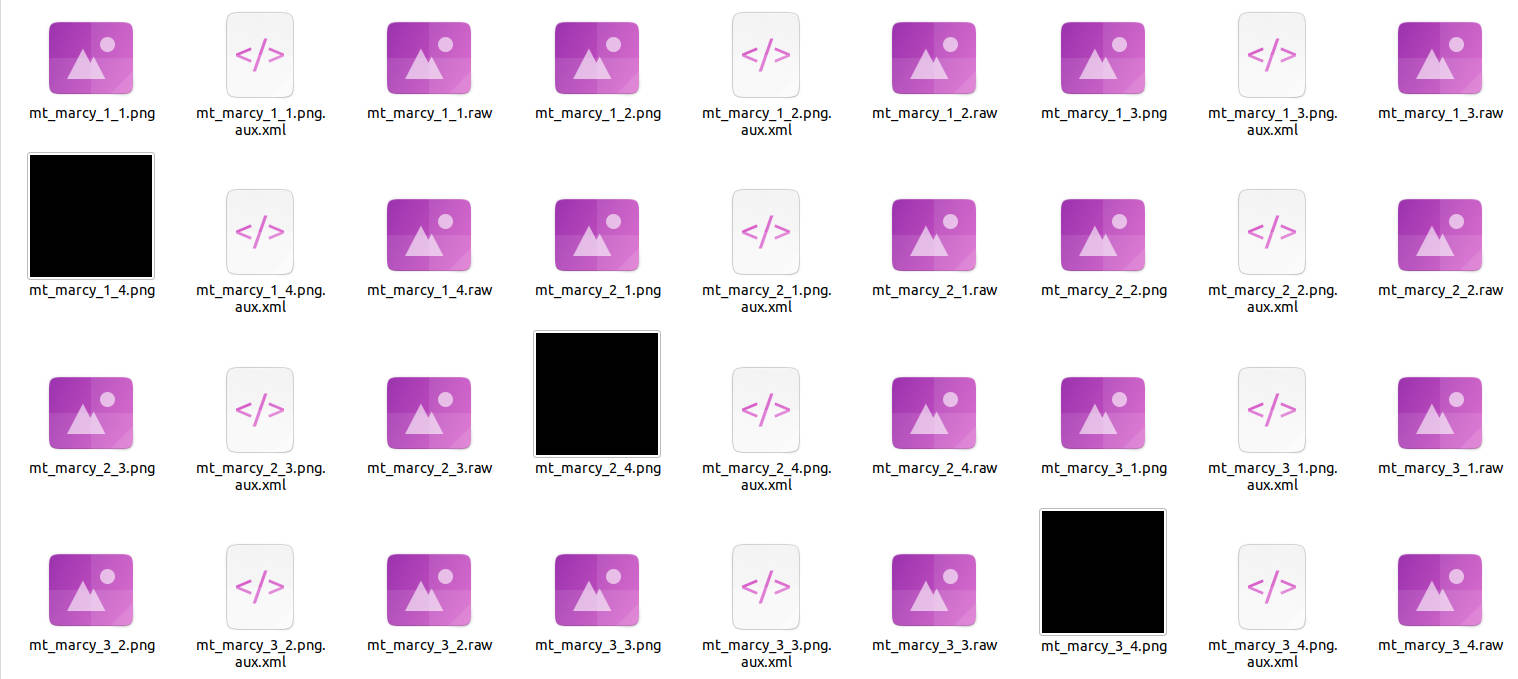 mt_marcy_1_1.png
mt_marcy_1_1.png.
aux.xml
mt_marcy_1_1.raw
mt_marcy_1_2.png
mt_marcy_1_2.png.
aux.xml
mt_marcy_1_2.raw
mt_marcy_1_3.png
mt_marcy_1_3.png.
aux.xml
mt_marcy_1_3.raw
mt_marcy_1_4.png
mt_marcy_1_4.png.
aux.xml
mt_marcy_1_4.raw
mt_marcy_2_1.png
mt_marcy_2_1.png.
aux.xml
mt_marcy_2_1.raw
mt_marcy_2_2.png
mt_marcy_2_2.png.
aux.xml
mt_marcy_2_2.raw
mt_marcy_2_3.png
mt_marcy_2_3.png.
aux.xml
mt_marcy_2_3.raw
mt_marcy_2_4.png
mt_marcy_2_4.png.
aux.xml
mt_marcy_2_4.raw
mt_marcy_3_1.png
mt_marcy_3_1.png.
aux.xml
mt_marcy_3_1.raw
mt_marcy_3_2.png
mt_marcy_3_2.png.
aux.xml
mt_marcy_3_2.raw
mt_marcy_3_3.png
mt_marcy_3_3.png.
aux.xml
mt_marcy_3_3.raw
mt_marcy_3_4.png
mt_marcy_3_4.png.
aux.xml
mt_marcy_3_4.raw